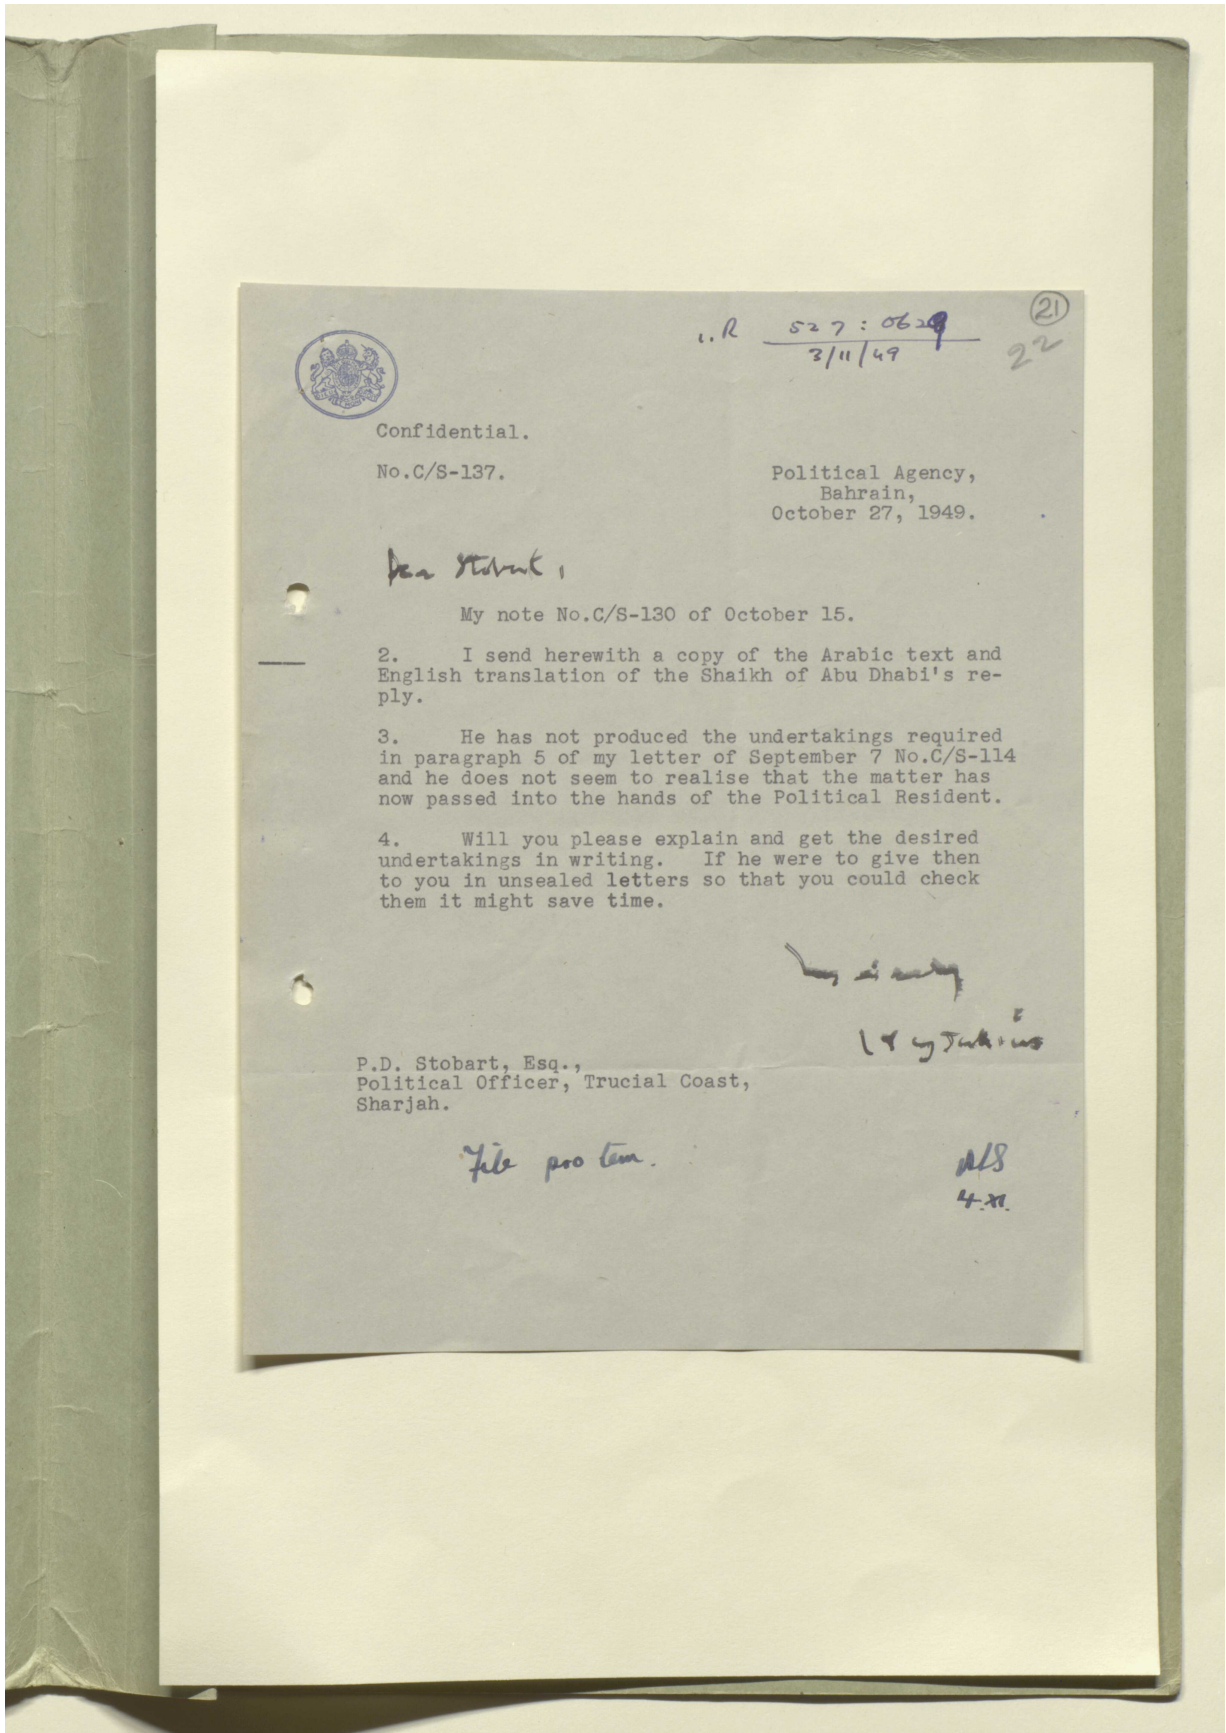 21
22
R 527 : 0629
3/11/49
Confidential.
No.C/S-137.
Political Agency,
Bahrain,
October 27, 1949.
Dear Stobart,
My note No.C/S-130 of October 15.
2. I send herewith a copy of the Arabic text and
English translation of the Shaikh of Abu Dhabi's re-
ply.
3. He has not produced the undertakings required
in paragraph 5 of my letter of September 7 No.C/S-114
and he does not seem to realise that the matter has
now passed into the hands of the Political Resident.
4. Will you please explain and get the desired
undertakings in writing. If he were to give then
to you in unsealed letters so that you could check
them it might save time.
P.D. Stobart, Esq.,
Political Officer, Trucial Coast,
Sharjah.
File pro tem.
PDS
4.XI.